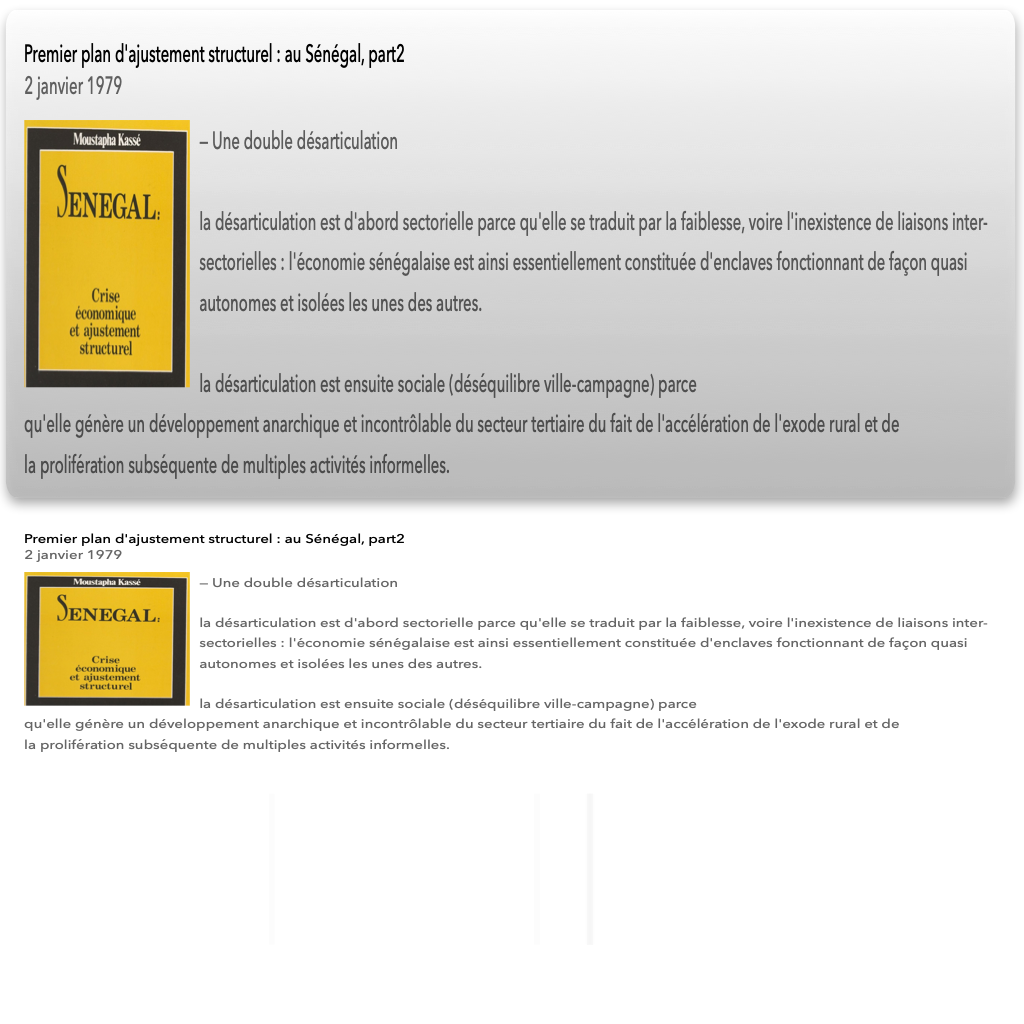 Premier plan d'ajustement structurel : au Sénégal, part2
2 janvier 1979
Moustapha Kassé
SENEGAL:
Crise
économique
et ajustement
structurel
– Une double désarticulation
la désarticulation est d'abord sectorielle parce qu'elle se traduit par la faiblesse, voire l'inexistence de liaisons inter-
sectorielles : l'économie sénégalaise est ainsi essentiellement constituée d'enclaves fonctionnant de façon quasi
autonomes et isolées les unes des autres.
la désarticulation est ensuite sociale (déséquilibre ville-campagne) parce
qu'elle génère un développement anarchique et incontrôlable du secteur tertiaire du fait de l'accélération de l'exode rural et de
la prolifération subséquente de multiples activités informelles.
Premier plan d'ajustement structurel : au Sénégal, part2
2 janvier 1979
Moustapha Kassé
SENEGAL:
Crise
économique
et ajustement
structurel
– Une double désarticulation
la désarticulation est d'abord sectorielle parce qu'elle se traduit par la faiblesse, voire l'inexistence de liaisons inter-
sectorielles : l'économie sénégalaise est ainsi essentiellement constituée d'enclaves fonctionnant de façon quasi
autonomes et isolées les unes des autres.
la désarticulation est ensuite sociale (déséquilibre ville-campagne) parce
qu'elle génère un développement anarchique et incontrôlable du secteur tertiaire du fait de l'accélération de l'exode rural et de
la prolifération subséquente de multiples activités informelles.